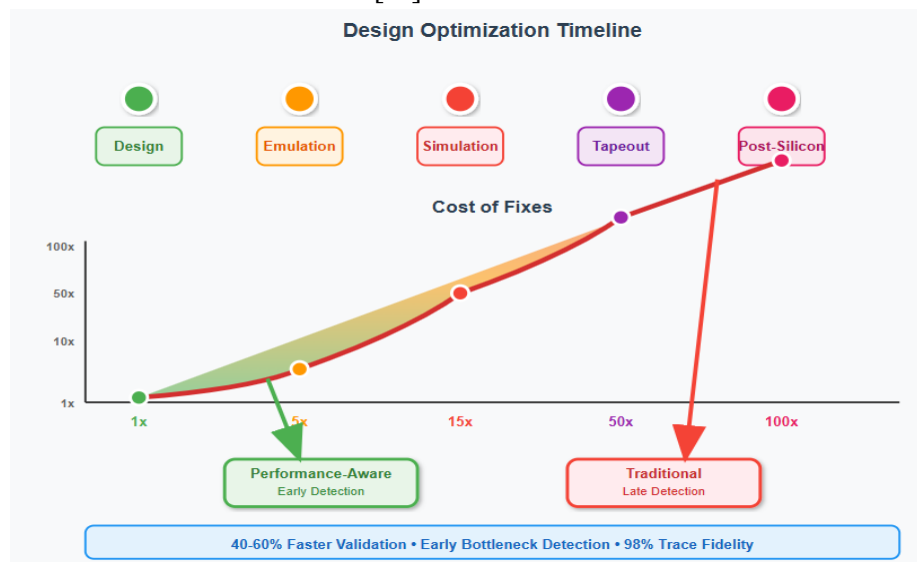 Design Optimization Timeline
Design
Emulation
Simulation
Tapeout
Post-Silicon
Cost of Fixes
100x
50x
10x
1x
1x
5x
15x
50x
100x
Performance-Aware
Early Detection
Traditional
Late Detection
40-60% Faster Validation • Early Bottleneck Detection • 98% Trace Fidelity